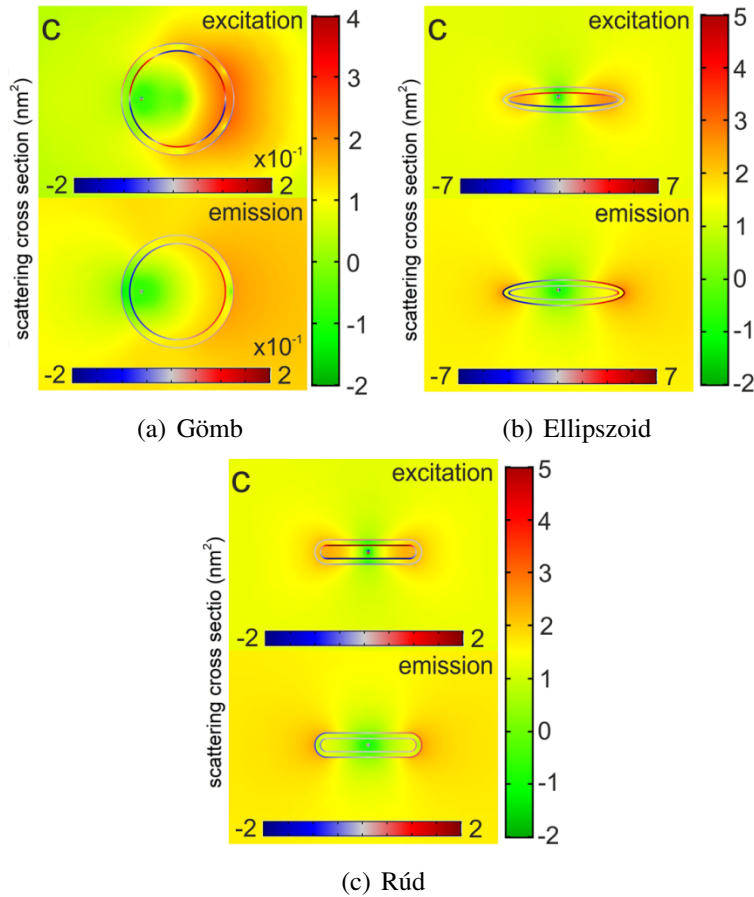 C
excitation
4
3
2
1
0
-1
-2
scattering cross section (nm²)
x10⁻¹
-2
2
emission
x10⁻¹
-2
2
(a) Gömb
C
excitation
5
4
3
2
1
0
-1
-2
scattering cross section (nm²)
-7
7
emission
-7
7
(b) Ellipszoid
C
excitation
5
4
3
2
1
0
-1
-2
scattering cross sectio (nm²)
-2
2
emission
-2
2
(c) Rúd